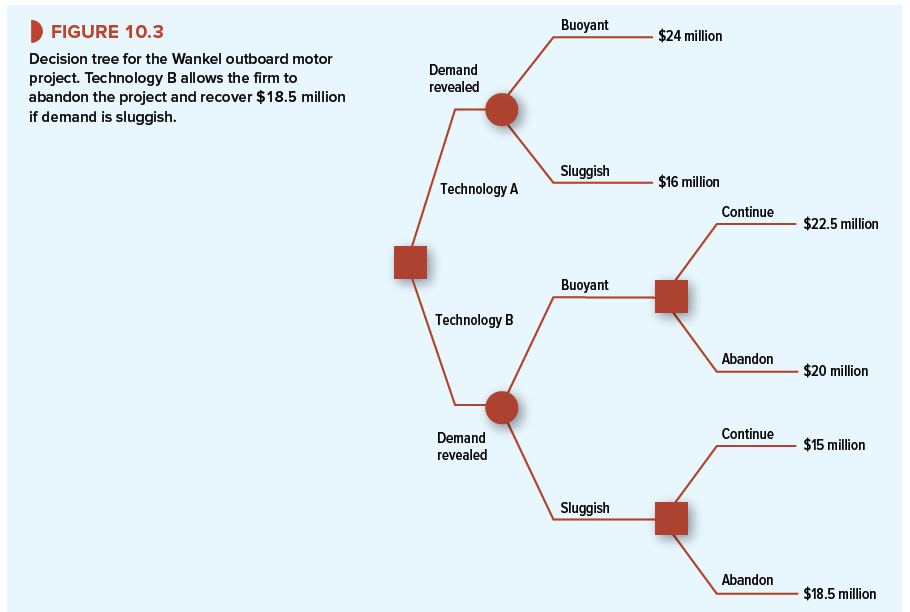 FIGURE 10.3
Decision tree for the Wankel outboard motor
project. Technology B allows the firm to
abandon the project and recover $18.5 million
if demand is sluggish.
Buoyant
$24 million
Demand
revealed
Sluggish
$16 million
Technology A
Continue
$22.5 million
Buoyant
Technology B
Abandon
$20 million
Demand
revealed
Continue
$15 million
Sluggish
Abandon
$18.5 million